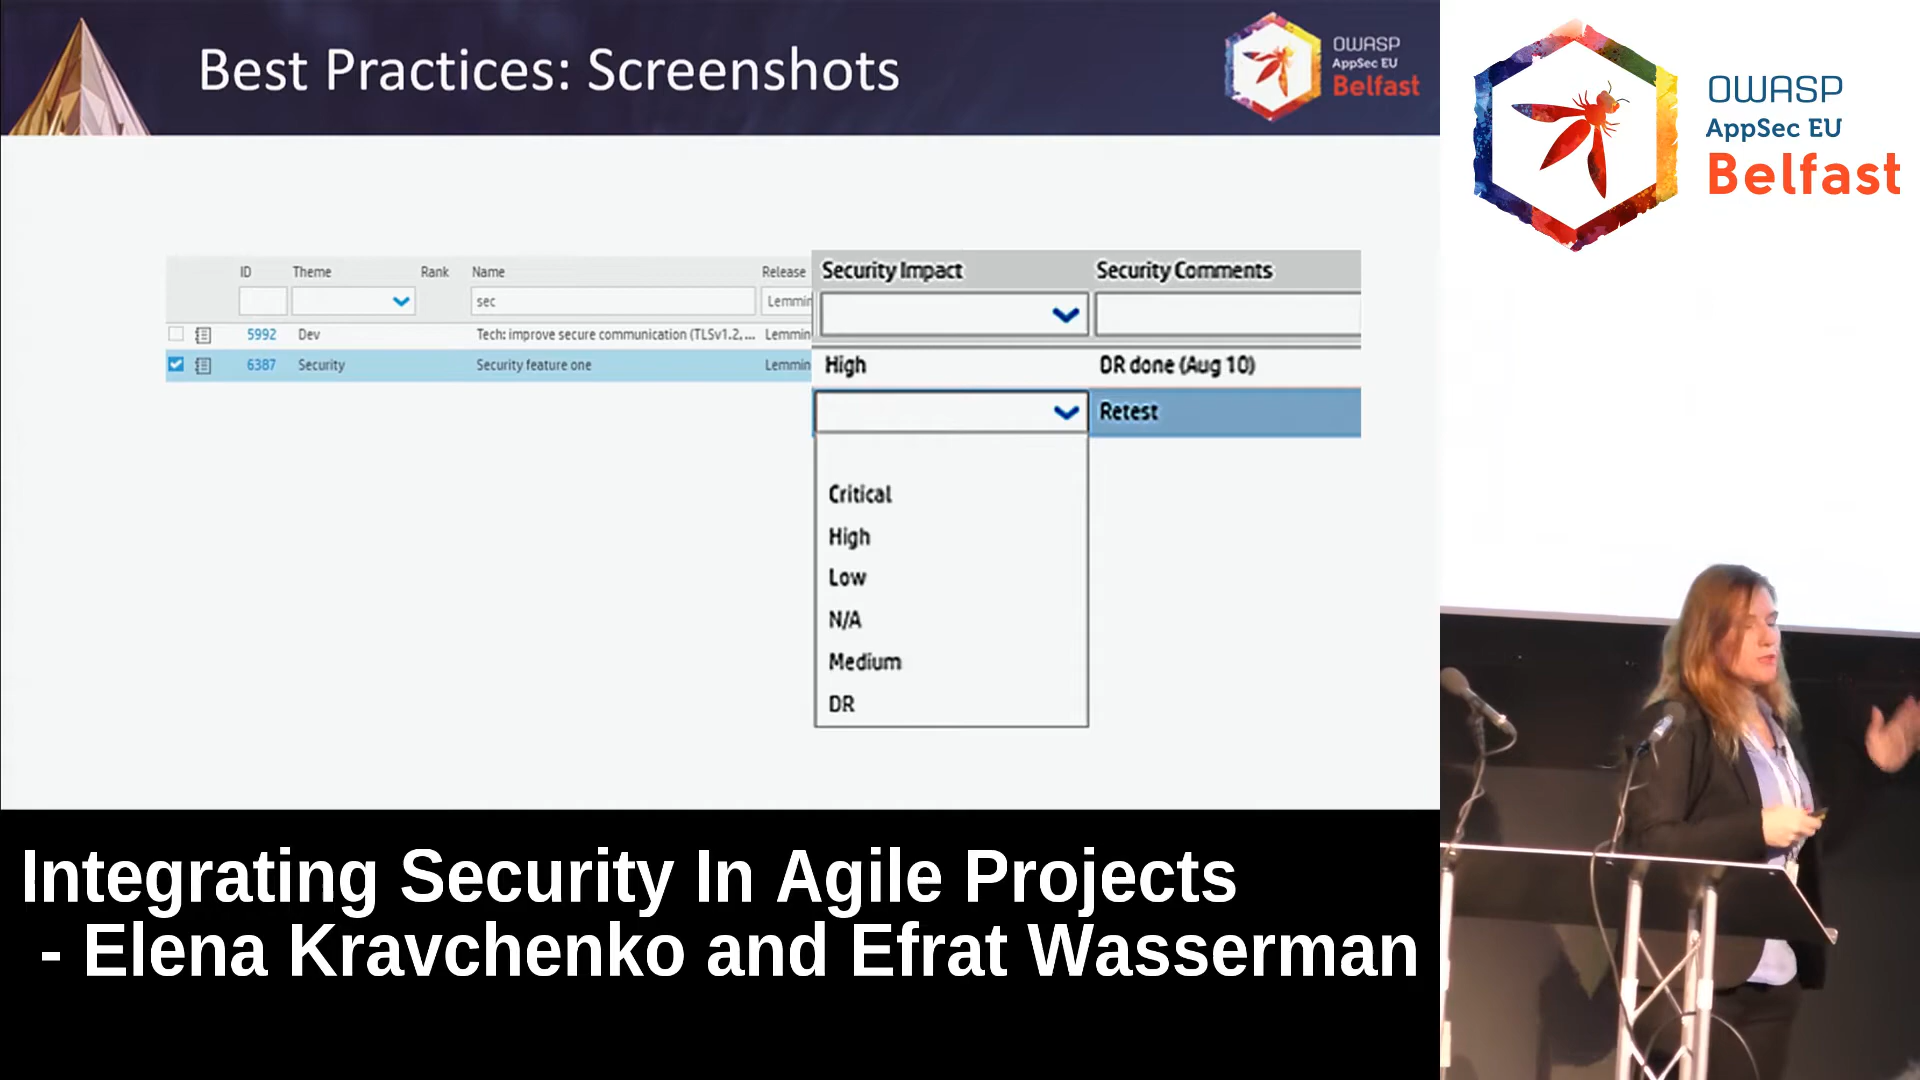 Best Practices: Screenshots
OWASP
AppSec EU
Belfast
OWASP
AppSec EU
Belfast
ID Theme Rank Name Release Security Impact Security Comments
sec Lemmin
5992 Dev Tech: improve secure communication (TLSv1.2,... Lemmin High DR done (Aug 10)
6387 Security Security feature one Lemmin Retest
Critical
High
Low
N/A
Medium
DR
Integrating Security In Agile Projects
- Elena Kravchenko and Efrat Wasserman